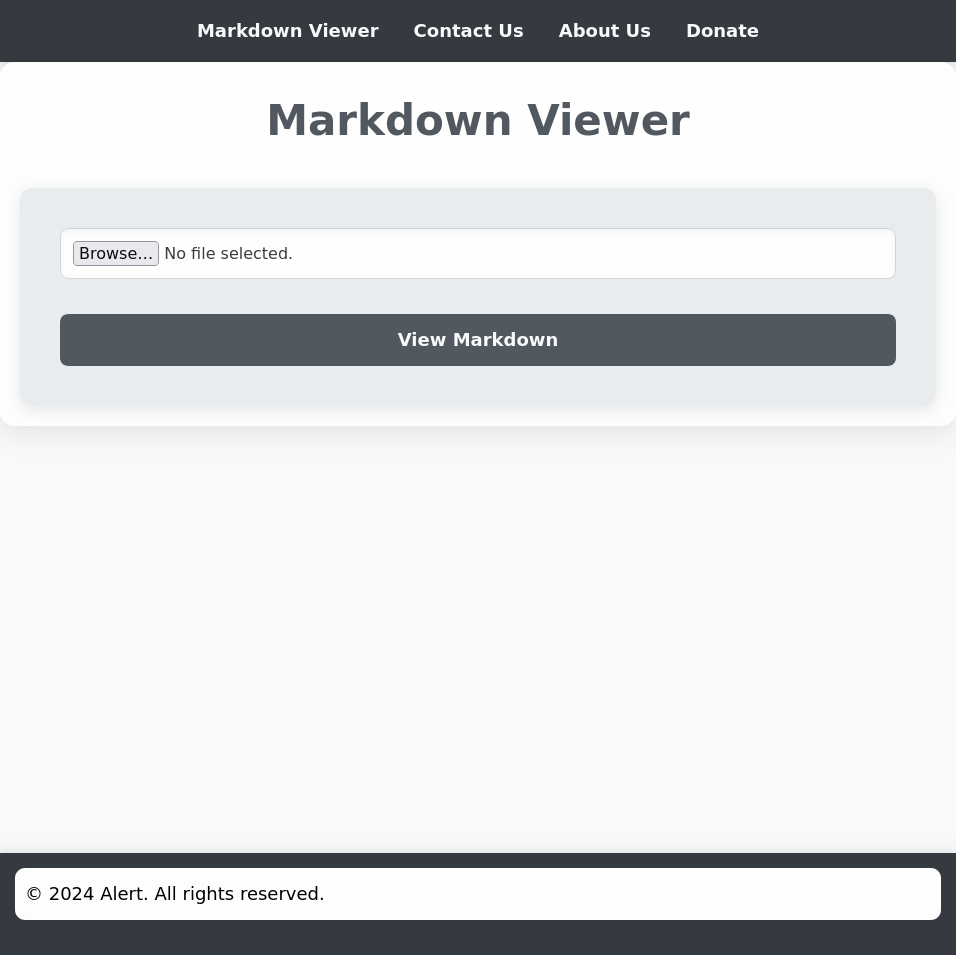 Markdown Viewer Contact Us About Us Donate
Markdown Viewer
Browse... No file selected.
View Markdown
© 2024 Alert. All rights reserved.